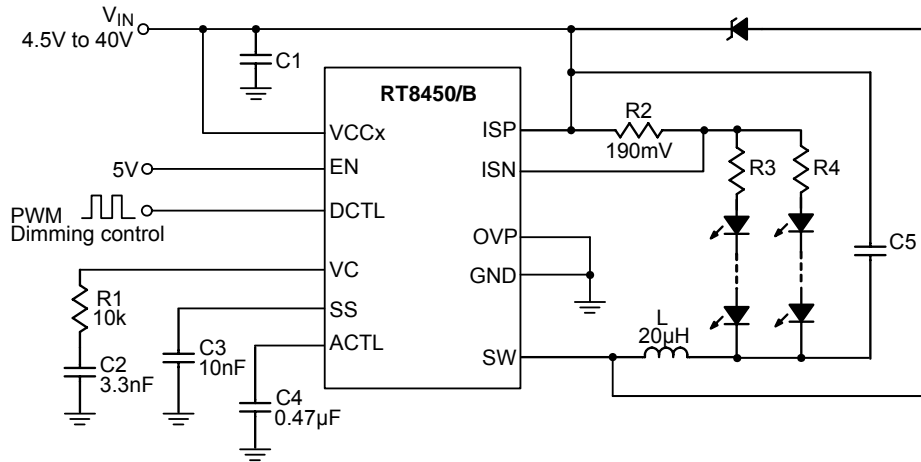 VIN
4.5V to 40V
C1
RT8450/B
VCCx
ISP
R2
190mV
EN
ISN
5V
R3
R4
DCTL
PWM
Dimming control
OVP
C5
VC
GND
R1
10k
SS
L
20µH
C3
10nF
ACTL
SW
C2
3.3nF
C4
0.47µF